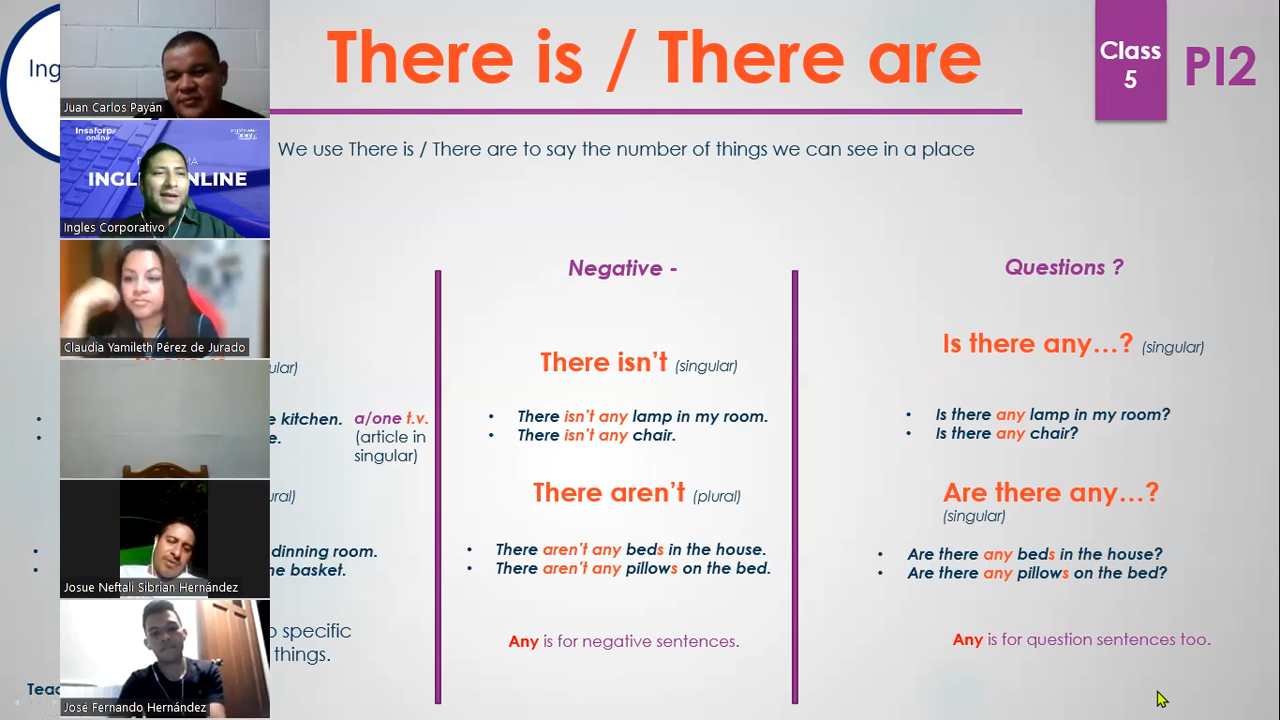 There is / There are
Class
5
PI2
Ing
We use There is / There are to say the number of things we can see in a place
Juan Carlos Payán
Insaforp
online
INGL NLINE
Ingles Corporativo
Claudia Yamileth Pérez de Jurado
Josue Neftali Sibrian Hernández
José Fernando Hernández
ular)
e kitchen. a/one t.v.
e. (article in
singular)
ural)
dinning room.
he basket.
o specific
things.
Teac
Negative -
There isn't (singular)
• There isn't any lamp in my room.
• There isn't any chair.
There aren't (plural)
• There aren't any beds in the house.
• There aren't any pillows on the bed.
Any is for negative sentences.
Questions ?
Is there any...? (singular)
• Is there any lamp in my room?
• Is there any chair?
Are there any...?
(singular)
• Are there any beds in the house?
• Are there any pillows on the bed?
Any is for question sentences too.